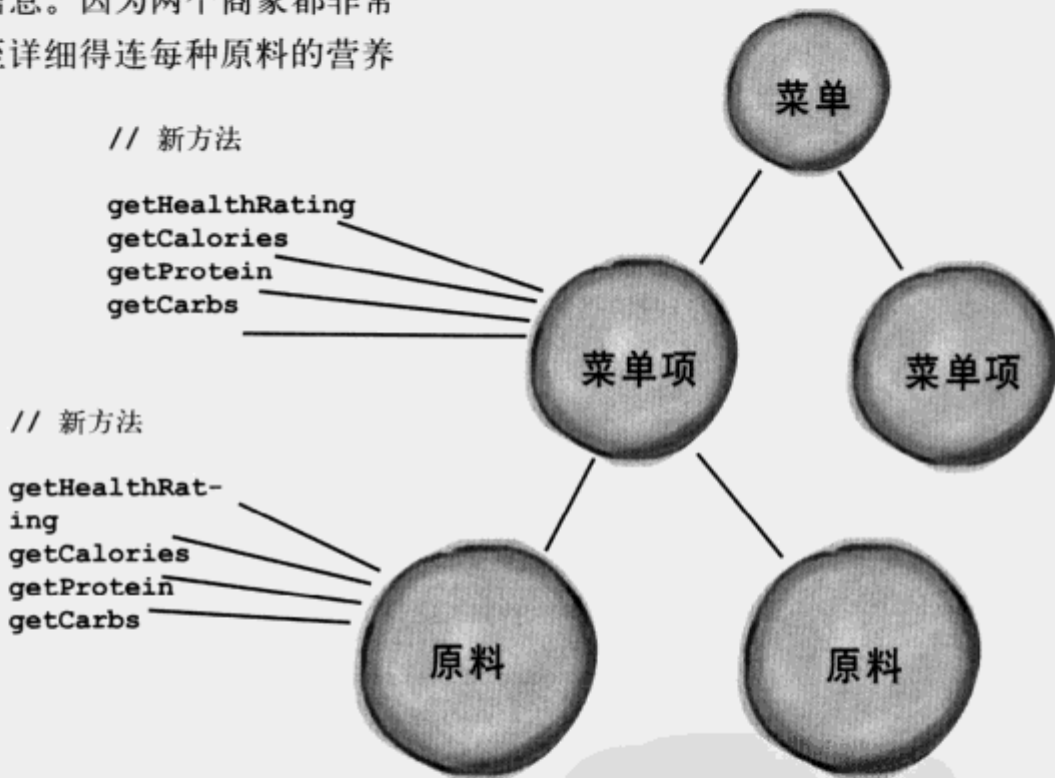 息。因为两个商家都非常
至详细得连每种原料的营养
// 新方法
getHealthRating
getCalories
getProtein
getCarbs
菜单
菜单项
菜单项
// 新方法
getHealthRat-
ing
getCalories
getProtein
getCarbs
原料
原料